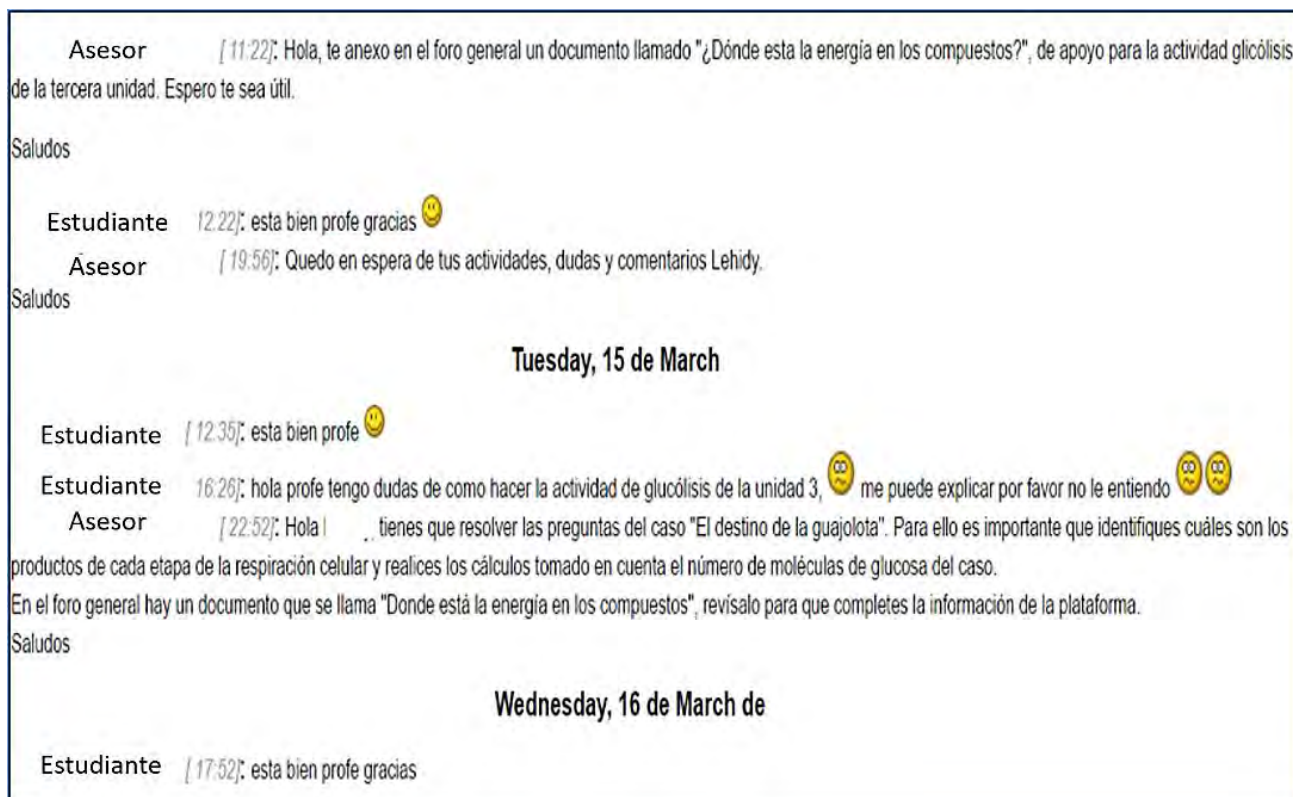 Asesor [11:22]: Hola, te anexo en el foro general un documento llamado "¿Dónde esta la energía en los compuestos?", de apoyo para la actividad glicólisis
de la tercera unidad. Espero te sea útil.
Saludos
Estudiante 12:22]: esta bien profe gracias
Asesor [19:56]: Quedo en espera de tus actividades, dudas y comentarios Lehidy.
Saludos
Tuesday, 15 de March
Estudiante [12:35]: esta bien profe
Estudiante 16:26]: hola profe tengo dudas de como hacer la actividad de glucólisis de la unidad 3, me puede explicar por favor no le entiendo
Asesor [22:52]: Hola , tienes que resolver las preguntas del caso "El destino de la guajolota". Para ello es importante que identifiques cuáles son los
productos de cada etapa de la respiración celular y realices los cálculos tomado en cuenta el número de moléculas de glucosa del caso.
En el foro general hay un documento que se llama "Donde está la energía en los compuestos", revísalo para que completes la información de la plataforma.
Saludos
Wednesday, 16 de March de
Estudiante [17:52]: esta bien profe gracias